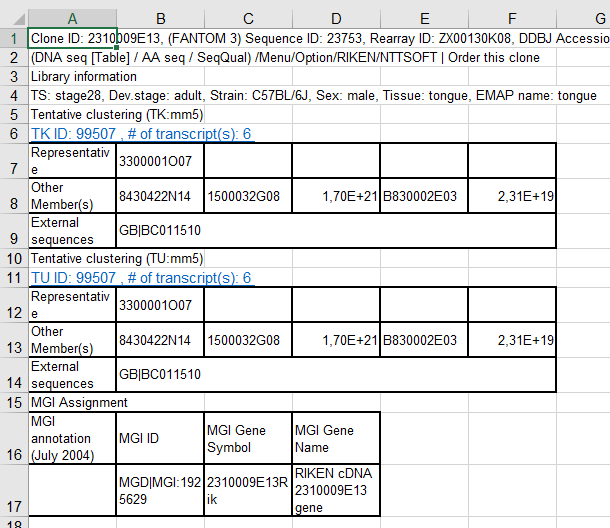 A B C D E F G
1 Clone ID: 2310009E13, (FANTOM 3) Sequence ID: 23753, Rearray ID: ZX00130K08, DDBJ Accessio
2 (DNA seq [Table] / AA seq / SeqQual) /Menu/Option/RIKEN/NTTSOFT | Order this clone
3 Library information
4 TS: stage28, Dev.stage: adult, Strain: C57BL/6J, Sex: male, Tissue: tongue, EMAP name: tongue
5 Tentative clustering (TK:mm5)
6 TK ID: 99507 , # of transcript(s): 6
Representativ
7 e 3300001O07
Other
8 Member(s) 8430422N14 1500032G08 1,70E+21 B830002E03 2,31E+19
External
9 sequences GB|BC011510
10 Tentative clustering (TU:mm5)
11 TU ID: 99507 , # of transcript(s): 6
Representativ
12 e 3300001O07
Other
13 Member(s) 8430422N14 1500032G08 1,70E+21 B830002E03 2,31E+19
External
14 sequences GB|BC011510
15 MGI Assignment
MGI
annotation MGI ID MGI Gene MGI Gene
16 (July 2004) Symbol Name
MGD|MGI:192 2310009E13R RIKEN cDNA
5629 ik 2310009E13
17 gene
18